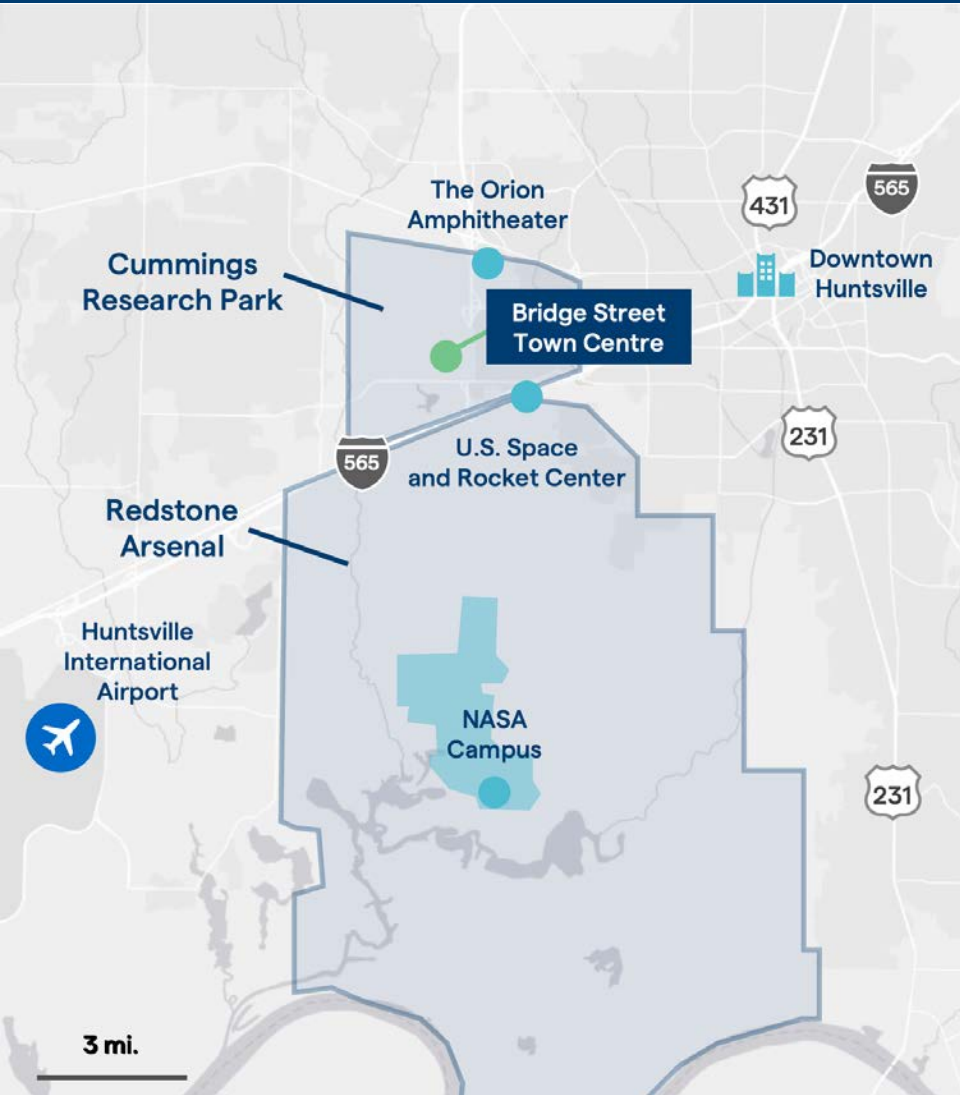 The Orion
Amphitheater
431
565
Cummings
Research Park
Downtown
Huntsville
Bridge Street
Town Centre
231
565
U.S. Space
and Rocket Center
Redstone
Arsenal
Huntsville
International
Airport
NASA
Campus
231
3 mi.